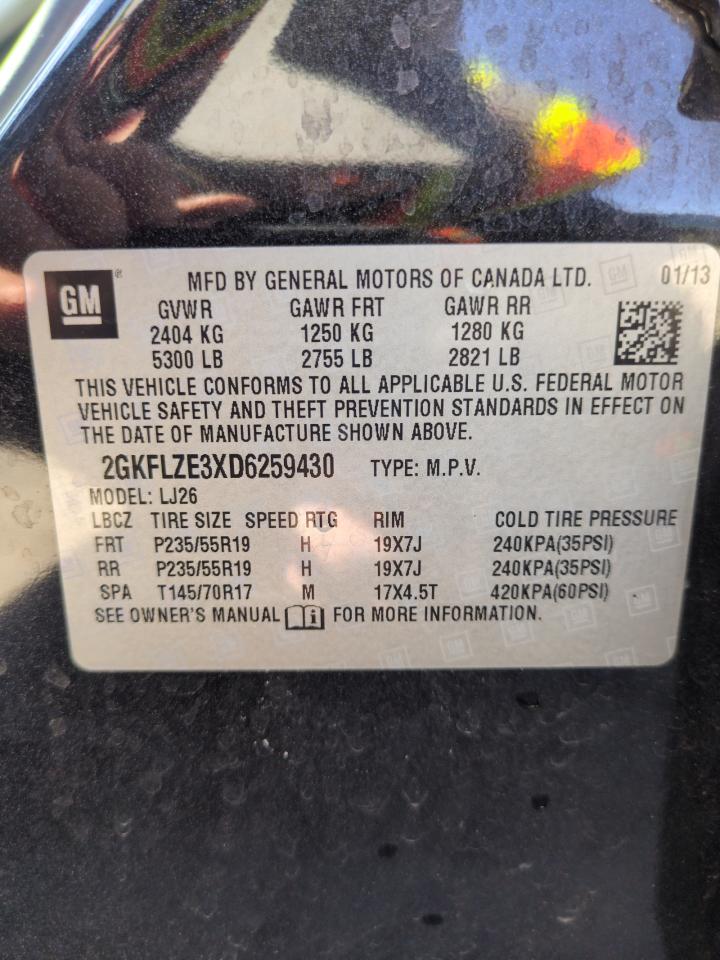 GM ®
MFD BY GENERAL MOTORS OF CANADA LTD. 01/13
GVWR GAWR FRT GAWR RR
2404 KG 1250 KG 1280 KG
5300 LB 2755 LB 2821 LB
THIS VEHICLE CONFORMS TO ALL APPLICABLE U.S. FEDERAL MOTOR
VEHICLE SAFETY AND THEFT PREVENTION STANDARDS IN EFFECT ON
THE DATE OF MANUFACTURE SHOWN ABOVE.
2GKFLZE3XD6259430 TYPE: M.P.V.
MODEL: LJ26
LBCZ TIRE SIZE SPEED RTG RIM COLD TIRE PRESSURE
FRT P235/55R19 H 19X7J 240KPA(35PSI)
RR P235/55R19 H 19X7J 240KPA(35PSI)
SPA T145/70R17 M 17X4.5T 420KPA(60PSI)
SEE OWNER'S MANUAL i FOR MORE INFORMATION.